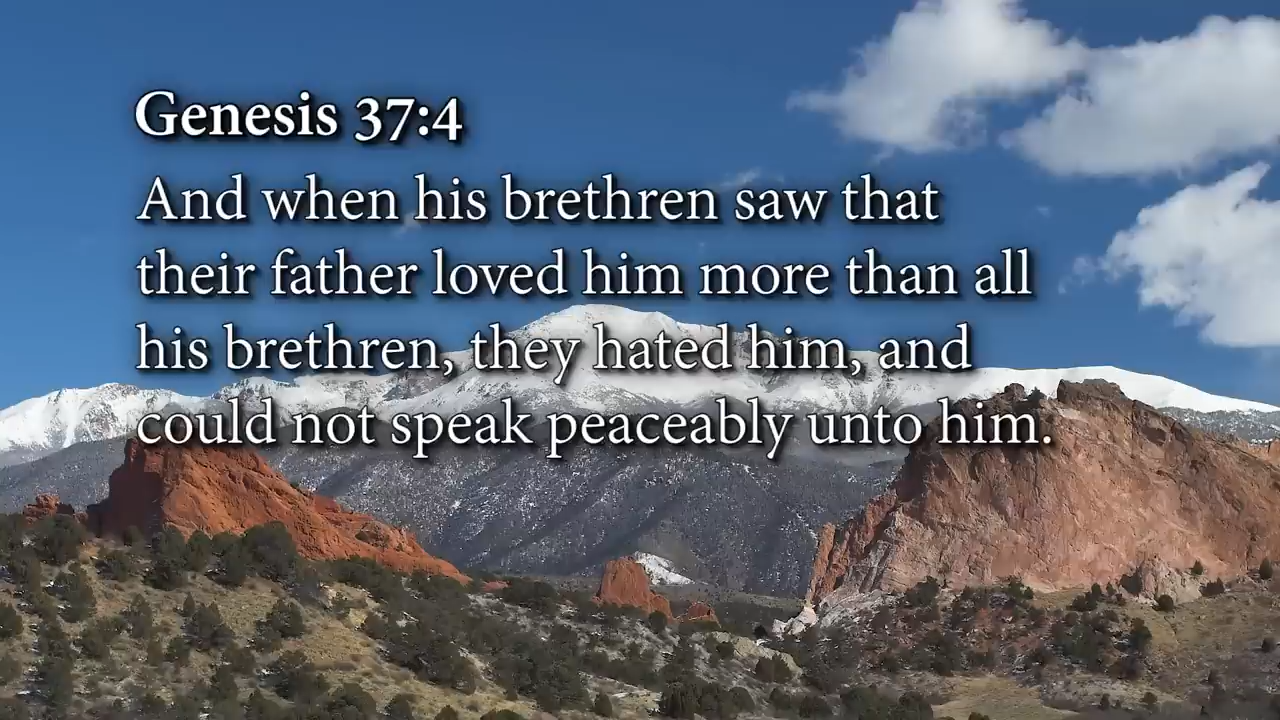 Genesis 37:4
And when his brethren saw that
their father loved him more than all
his brethren, they hated him, and
could not speak peaceably unto him.